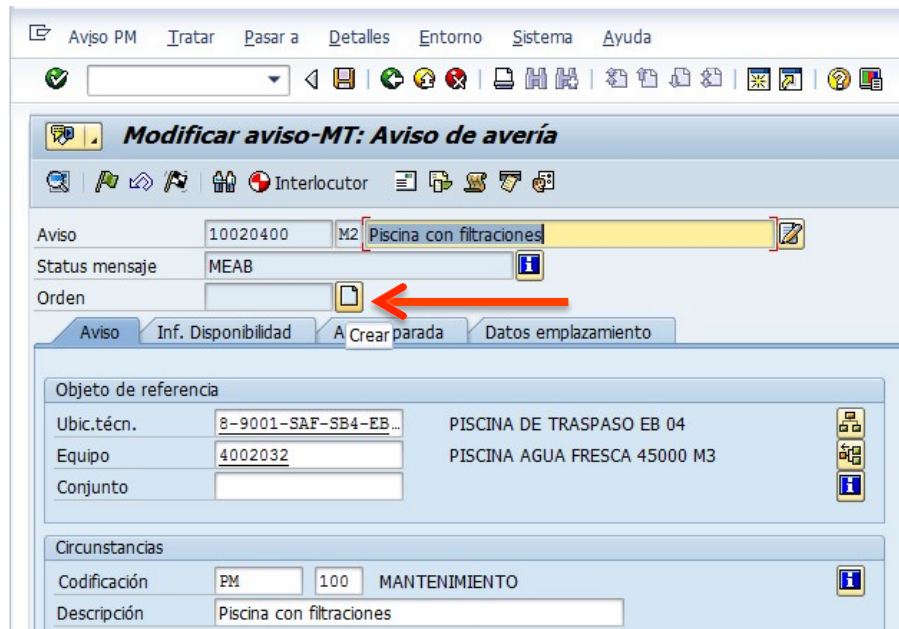 Aviso PM Tratar Pasar a Detalles Entorno Sistema Ayuda
Modificar aviso-MT: Aviso de avería
Interlocutor
Aviso 10020400 M2 Piscina con filtraciones
Status mensaje MEAB
Orden
Aviso Inf. Disponibilidad A Crear parada Datos emplazamiento
Objeto de referencia
Ubic.técn. 8-9001-SAF-SB4-EB… PISCINA DE TRASPASO EB 04
Equipo 4002032 PISCINA AGUA FRESCA 45000 M3
Conjunto
Circunstancias
Codificación PM 100 MANTENIMIENTO
Descripción Piscina con filtraciones